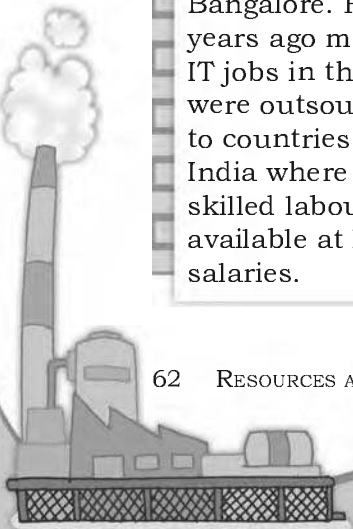 Bangalore.
years ago m
IT jobs in th
were outsou
to countries
India where
skilled labou
available at
salaries.
62 RESOURCES A